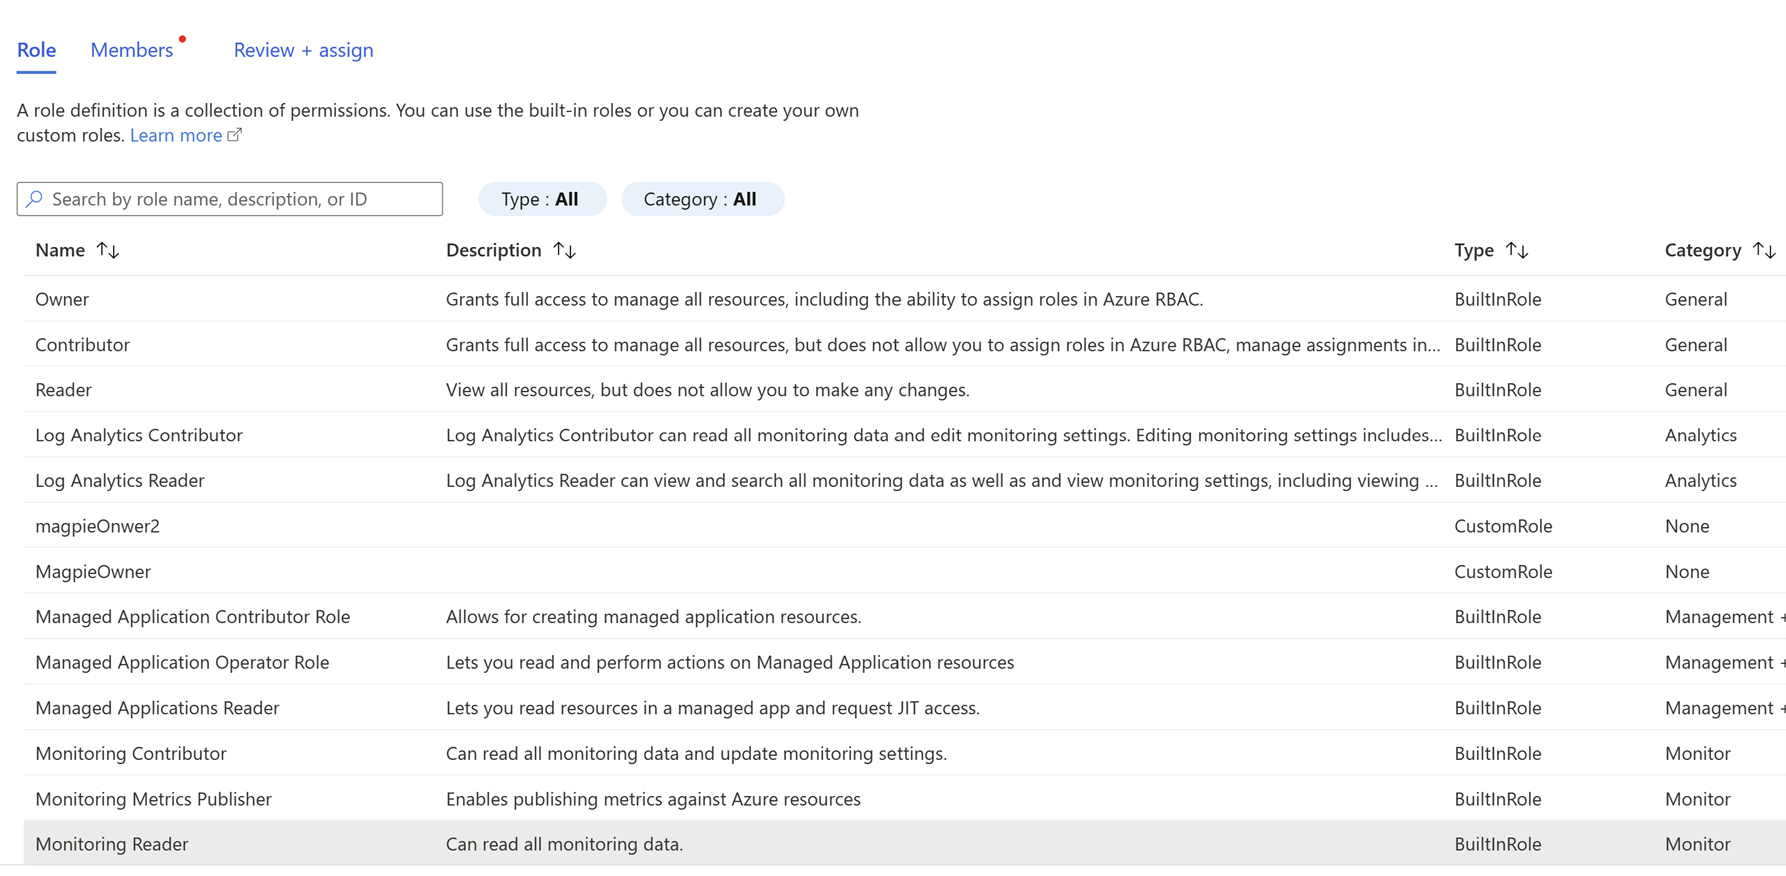 Role Members Review + assign
A role definition is a collection of permissions. You can use the built-in roles or you can create your own
custom roles. Learn more
Search by role name, description, or ID Type : All Category : All
Name Description Type Category
Owner Grants full access to manage all resources, including the ability to assign roles in Azure RBAC. BuiltInRole General
Contributor Grants full access to manage all resources, but does not allow you to assign roles in Azure RBAC, manage assignments in... BuiltInRole General
Reader View all resources, but does not allow you to make any changes. BuiltInRole General
Log Analytics Contributor Log Analytics Contributor can read all monitoring data and edit monitoring settings. Editing monitoring settings includes... BuiltInRole Analytics
Log Analytics Reader Log Analytics Reader can view and search all monitoring data as well as and view monitoring settings, including viewing ... BuiltInRole Analytics
magpieOnwer2 CustomRole None
MagpieOwner CustomRole None
Managed Application Contributor Role Allows for creating managed application resources. BuiltInRole Management +
Managed Application Operator Role Lets you read and perform actions on Managed Application resources BuiltInRole Management +
Managed Applications Reader Lets you read resources in a managed app and request JIT access. BuiltInRole Management +
Monitoring Contributor Can read all monitoring data and update monitoring settings. BuiltInRole Monitor
Monitoring Metrics Publisher Enables publishing metrics against Azure resources BuiltInRole Monitor
Monitoring Reader Can read all monitoring data. BuiltInRole Monitor